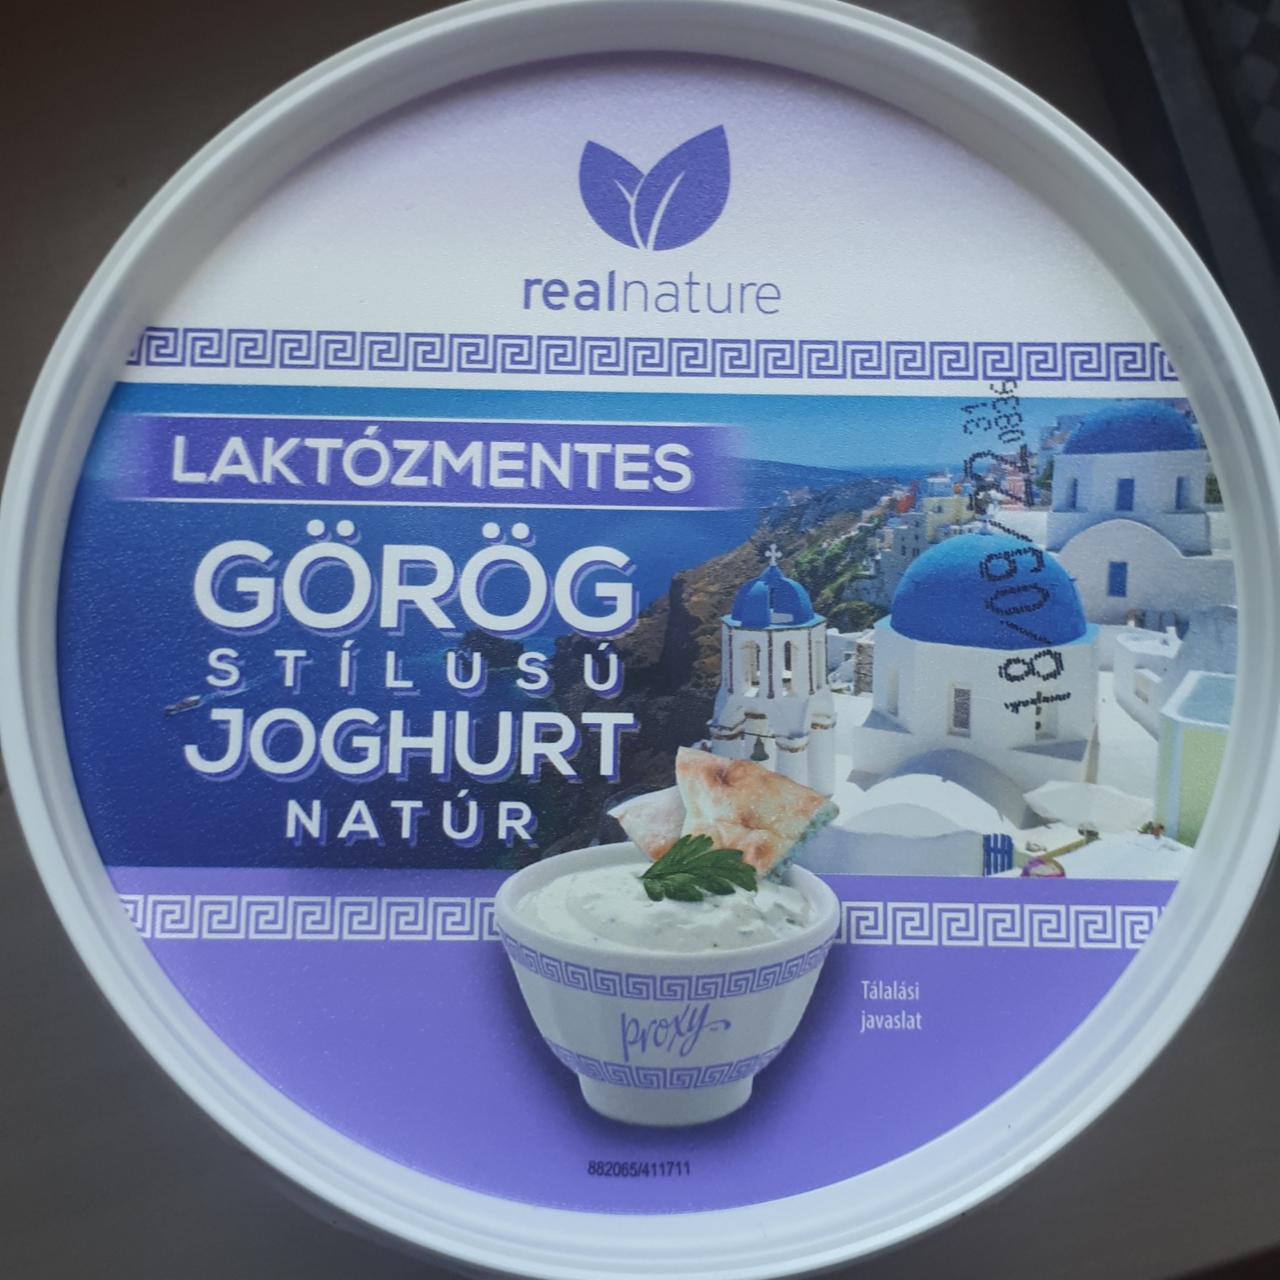 realnature
LAKTÓZMENTES
GÖRÖG
STÍLUSÚ
JOGHURT
NATÚR
proxy
Tálalási
javaslat
882065/411711